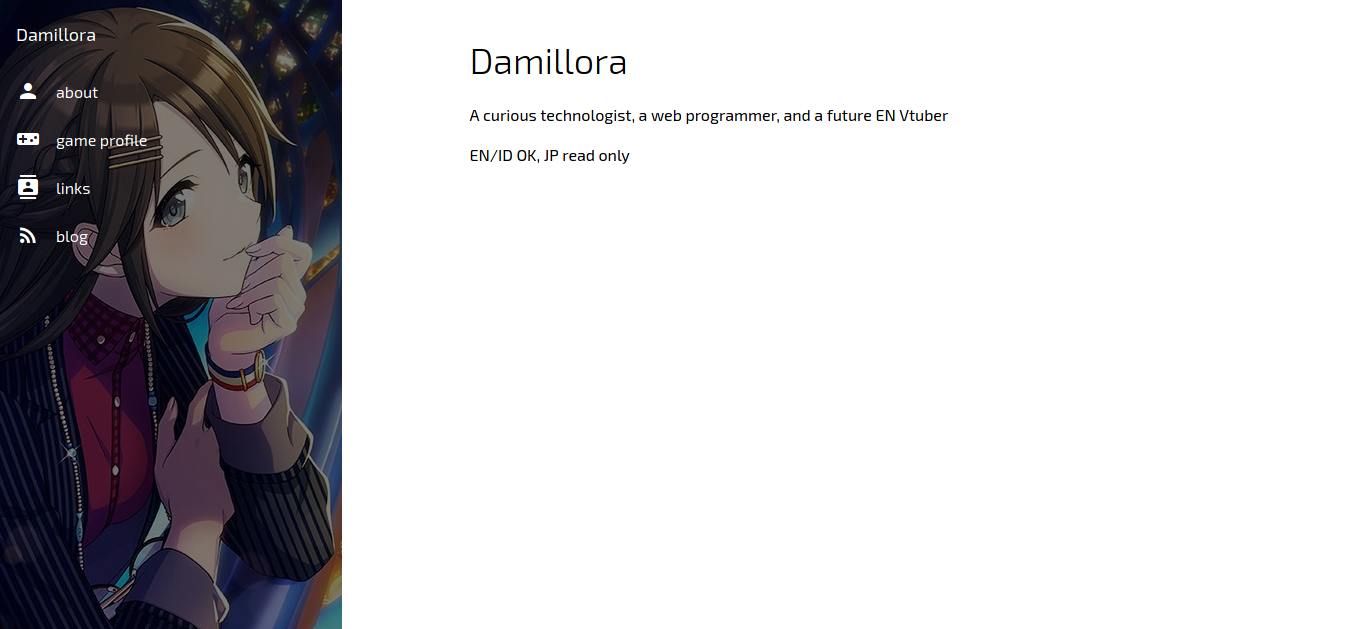 Damillora
about
game profile
links
blog
Damillora
A curious technologist, a web programmer, and a future EN Vtuber
EN/ID OK, JP read only